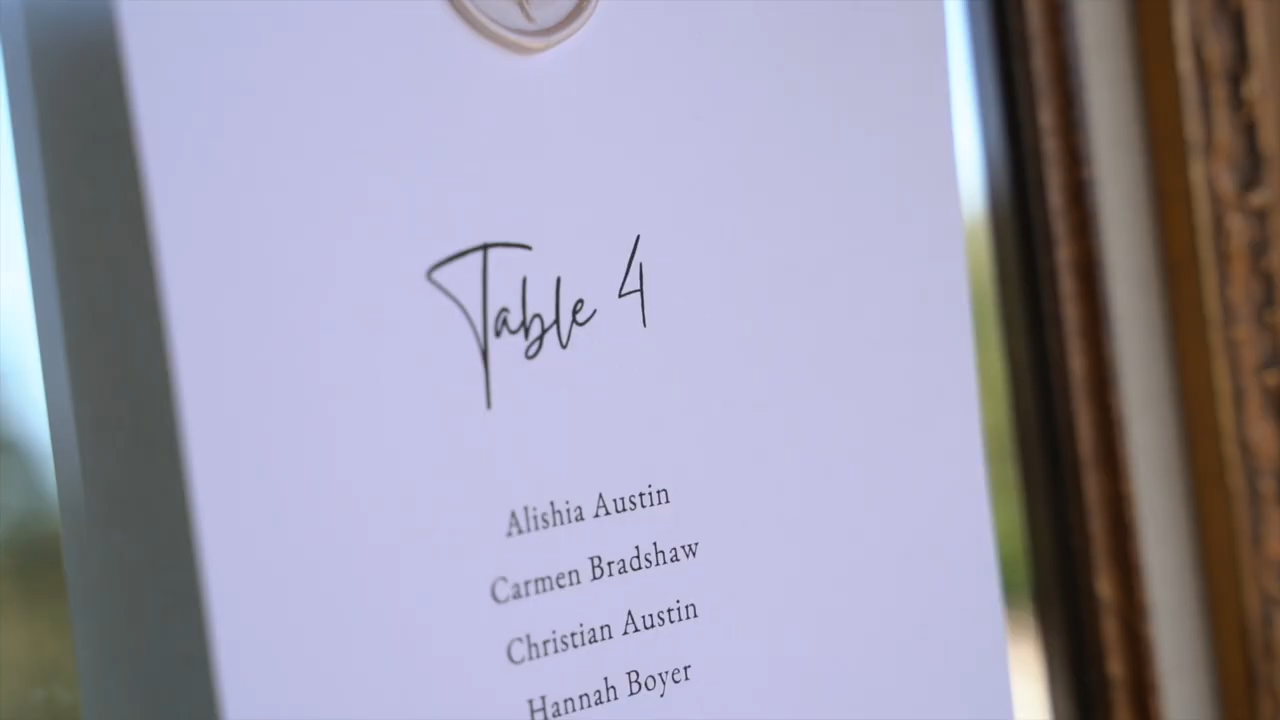 Table 4
Alishia Austin
Carmen Bradshaw
Christian Austin
Hannah Boyer